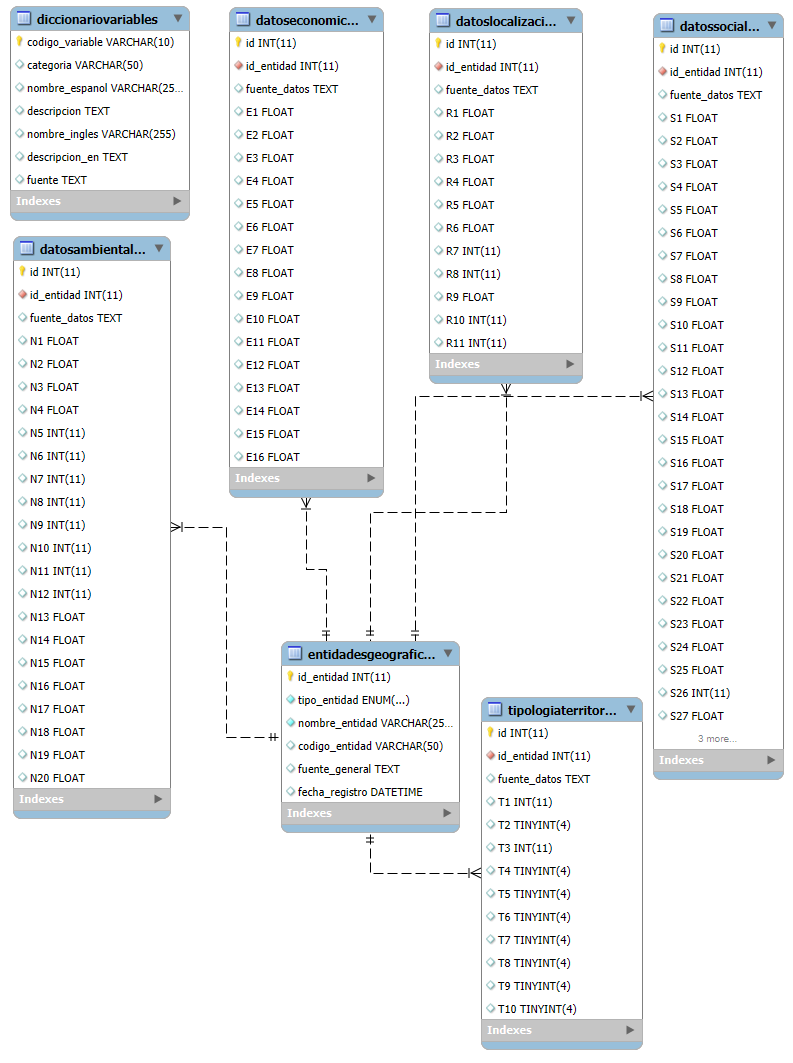 diccionariovariables
codigo_variable VARCHAR(10)
categoria VARCHAR(50)
nombre_espanol VARCHAR(25...
descripcion TEXT
nombre_ingles VARCHAR(255)
descripcion_en TEXT
fuente TEXT
Indexes
datosambiental...
id INT(11)
id_entidad INT(11)
fuente_datos TEXT
N1 FLOAT
N2 FLOAT
N3 FLOAT
N4 FLOAT
N5 INT(11)
N6 INT(11)
N7 INT(11)
N8 INT(11)
N9 INT(11)
N10 INT(11)
N11 INT(11)
N12 INT(11)
N13 FLOAT
N14 FLOAT
N15 FLOAT
N16 FLOAT
N17 FLOAT
N18 FLOAT
N19 FLOAT
N20 FLOAT
Indexes
datoseconomic...
id INT(11)
id_entidad INT(11)
fuente_datos TEXT
E1 FLOAT
E2 FLOAT
E3 FLOAT
E4 FLOAT
E5 FLOAT
E6 FLOAT
E7 FLOAT
E8 FLOAT
E9 FLOAT
E10 FLOAT
E11 FLOAT
E12 FLOAT
E13 FLOAT
E14 FLOAT
E15 FLOAT
E16 FLOAT
Indexes
datoslocalizaci...
id INT(11)
id_entidad INT(11)
fuente_datos TEXT
R1 FLOAT
R2 FLOAT
R3 FLOAT
R4 FLOAT
R5 FLOAT
R6 FLOAT
R7 INT(11)
R8 INT(11)
R9 FLOAT
R10 INT(11)
R11 INT(11)
Indexes
datossocial...
id INT(11)
id_entidad INT(11)
fuente_datos TEXT
S1 FLOAT
S2 FLOAT
S3 FLOAT
S4 FLOAT
S5 FLOAT
S6 FLOAT
S7 FLOAT
S8 FLOAT
S9 FLOAT
S10 FLOAT
S11 FLOAT
S12 FLOAT
S13 FLOAT
S14 FLOAT
S15 FLOAT
S16 FLOAT
S17 FLOAT
S18 FLOAT
S19 FLOAT
S20 FLOAT
S21 FLOAT
S22 FLOAT
S23 FLOAT
S24 FLOAT
S25 FLOAT
S26 INT(11)
S27 FLOAT
3 more...
Indexes
entidadesgeografic...
id_entidad INT(11)
tipo_entidad ENUM(...)
nombre_entidad VARCHAR(25...
codigo_entidad VARCHAR(50)
fuente_general TEXT
fecha_registro DATETIME
Indexes
tipologiaterritor...
id INT(11)
id_entidad INT(11)
fuente_datos TEXT
T1 INT(11)
T2 TINYINT(4)
T3 INT(11)
T4 TINYINT(4)
T5 TINYINT(4)
T6 TINYINT(4)
T7 TINYINT(4)
T8 TINYINT(4)
T9 TINYINT(4)
T10 TINYINT(4)
Indexes